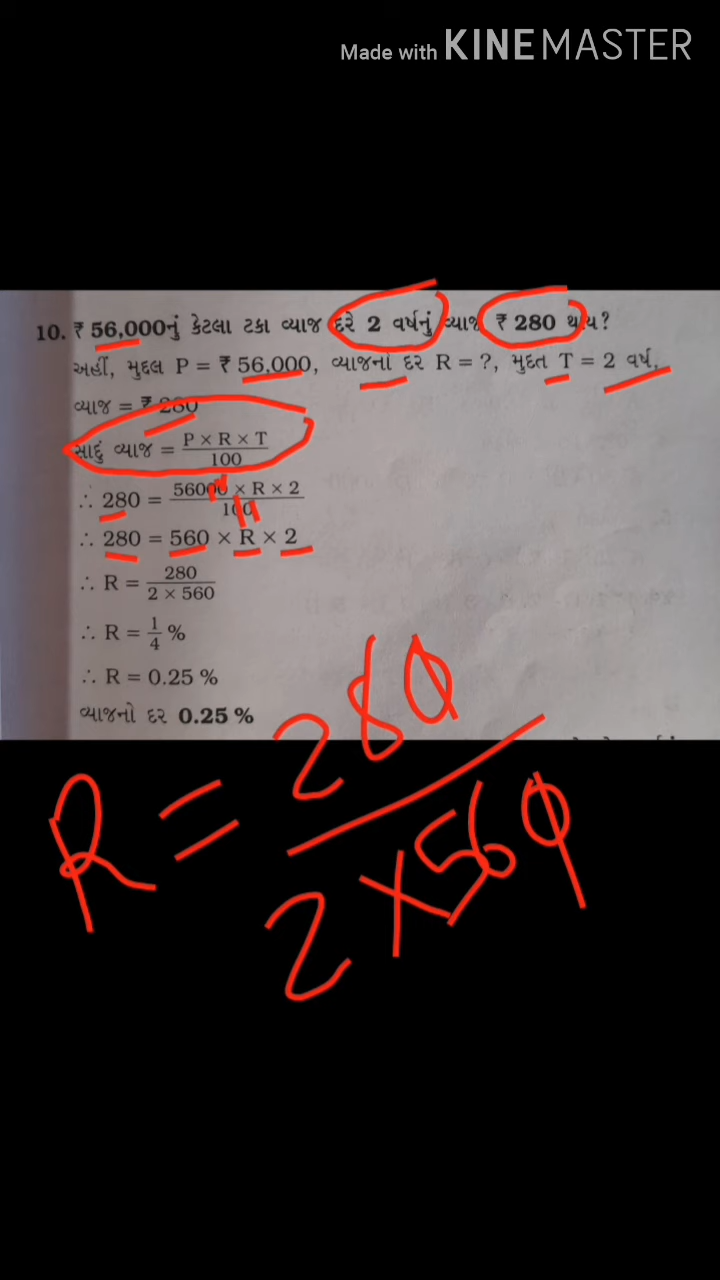 Made with KINEMASTER
10. ₹ 56,000નું કેટલા ટકા વ્યાજ દરે 2 વર્ષનું વ્યાજ ₹ 280 થાય?
અહીં, મુદ્દલ P = ₹ 56,000, વ્યાજનો દર R = ?, મુદત T = 2 વર્ષ,
વ્યાજ = ₹ 280
સાદું વ્યાજ = P × R × T / 100
∴ 280 = 56000 × R × 2 / 100
∴ 280 = 560 × R × 2
∴ R = 280 / 2 × 560
∴ R = 1/4 %
∴ R = 0.25 %
વ્યાજનો દર 0.25 %
R = 280 / 2 × 560